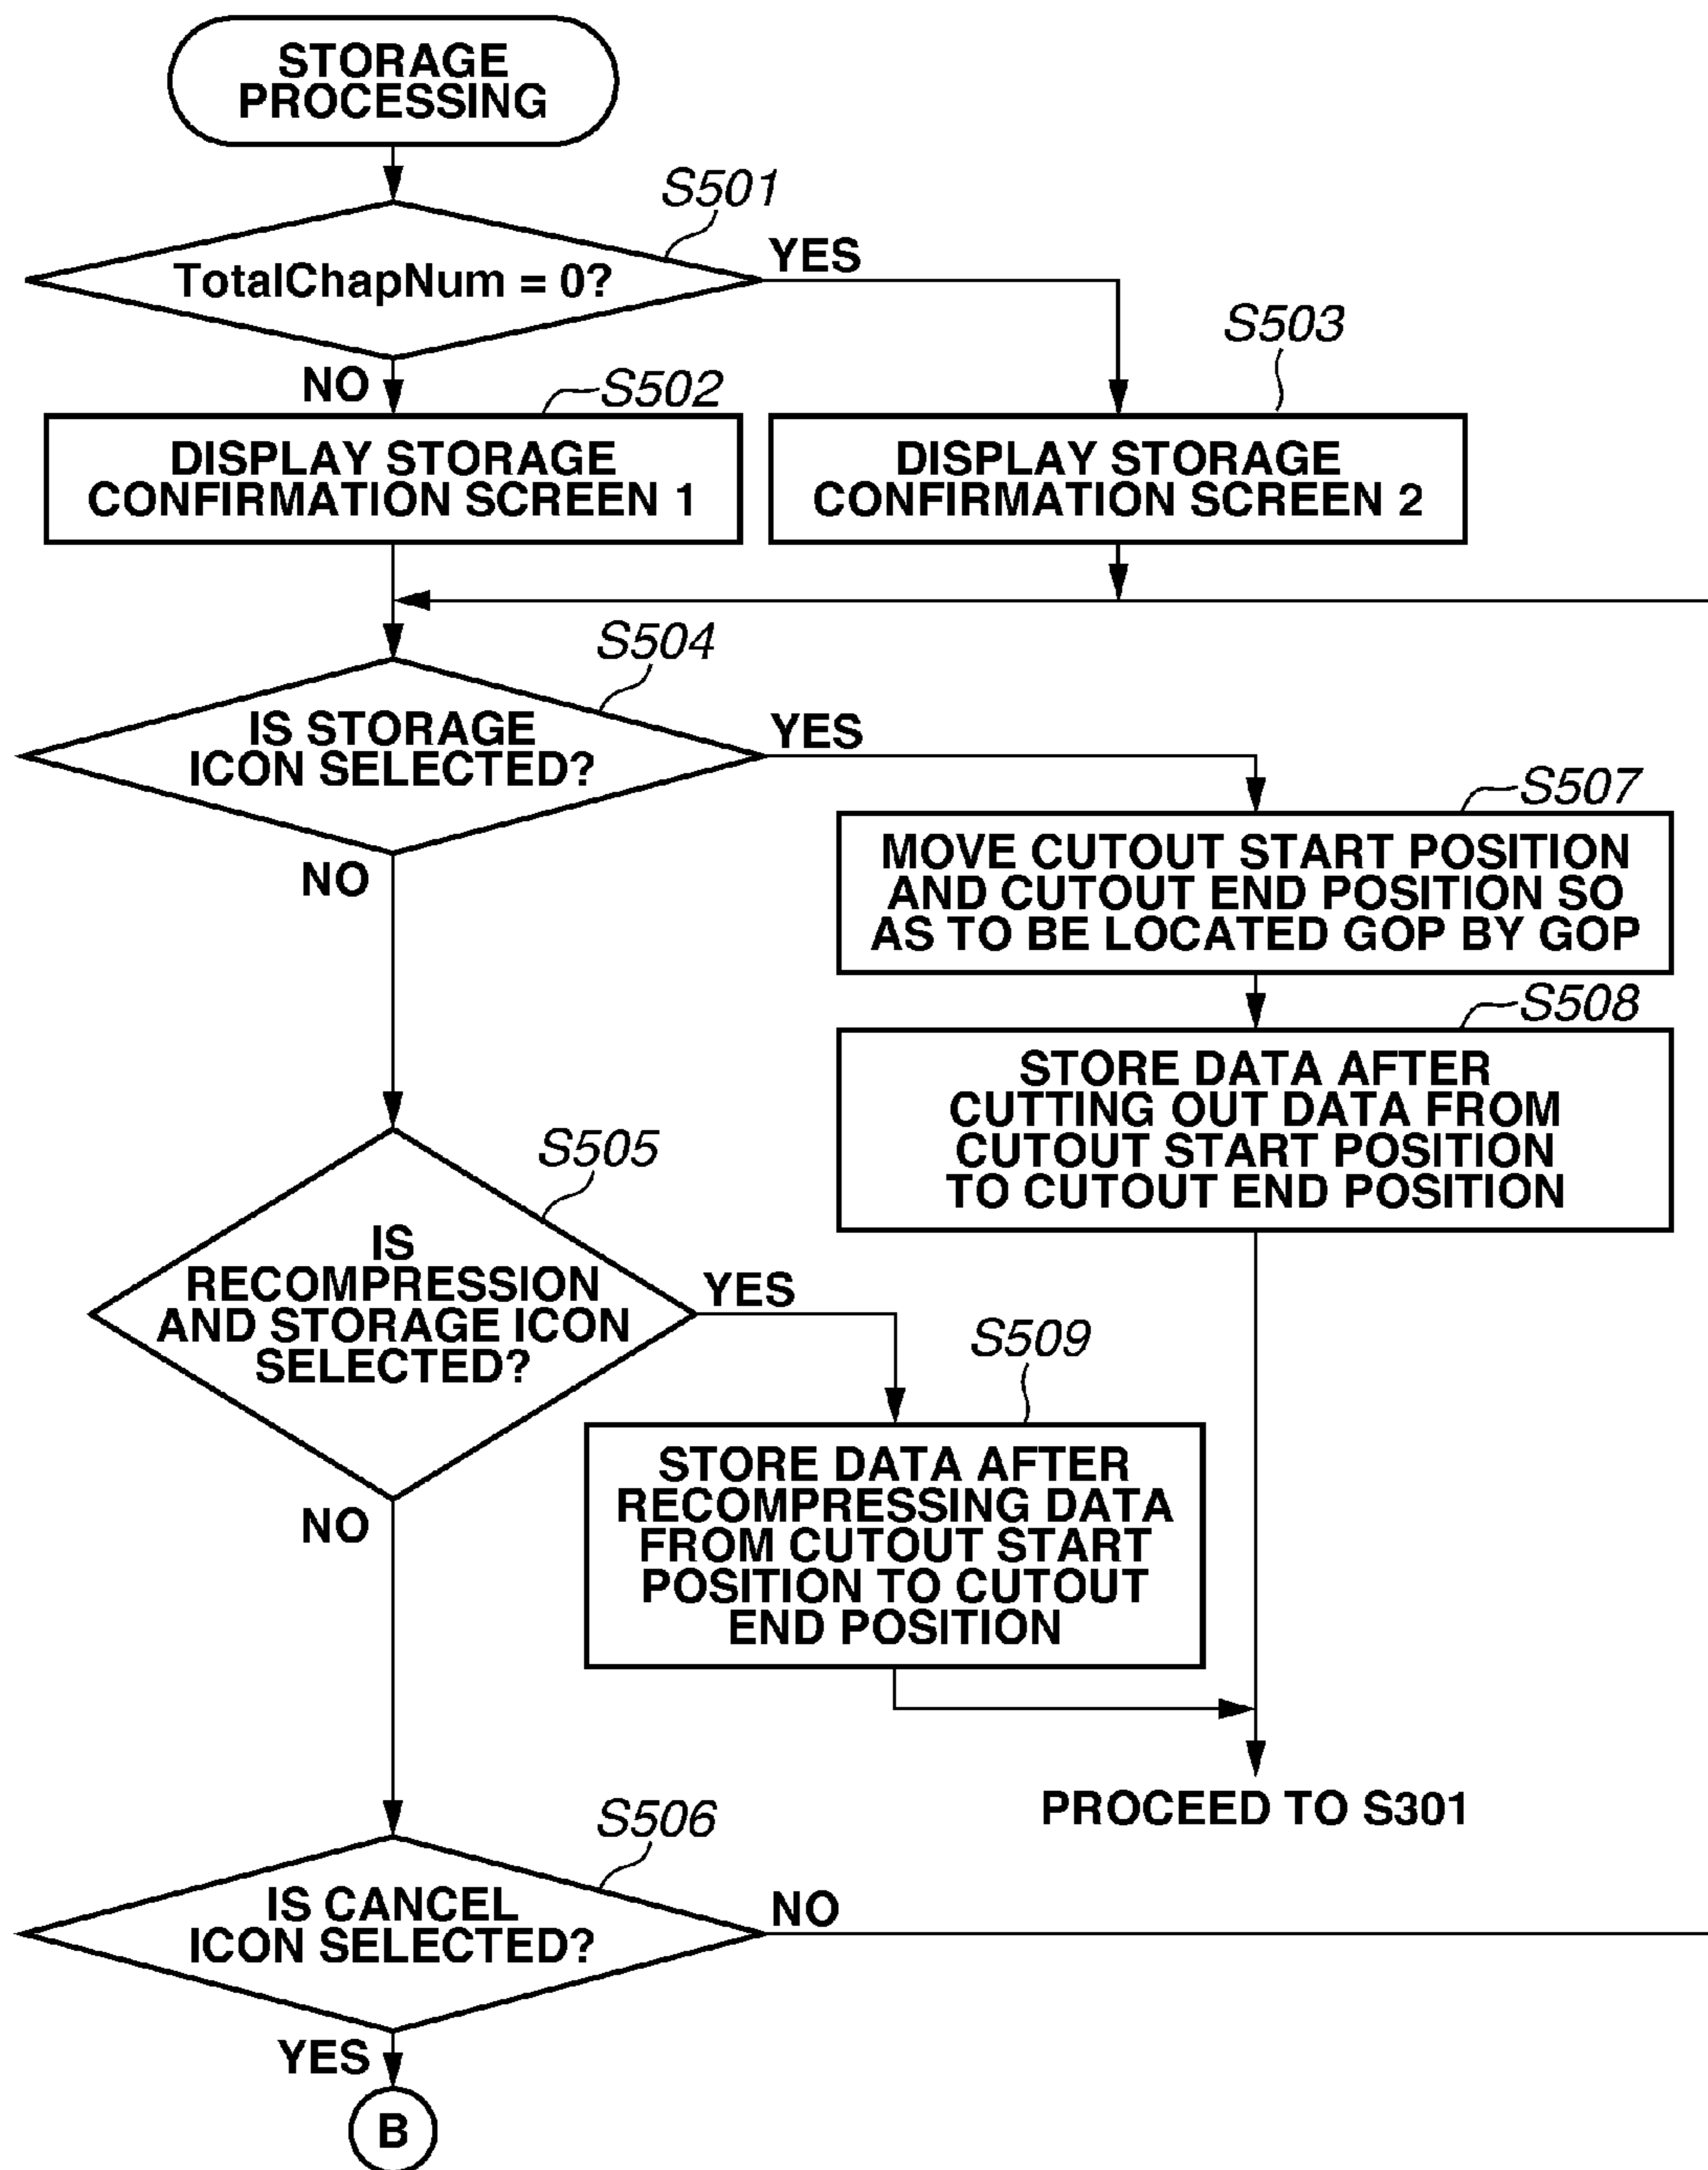 STORAGE
PROCESSING
S501
TotalChapNum = 0?
YES
NO
S502
S503
DISPLAY STORAGE
CONFIRMATION SCREEN 1
DISPLAY STORAGE
CONFIRMATION SCREEN 2
S504
IS STORAGE
ICON SELECTED?
YES
NO
S507
MOVE CUTOUT START POSITION
AND CUTOUT END POSITION SO
AS TO BE LOCATED GOP BY GOP
S508
STORE DATA AFTER
CUTTING OUT DATA FROM
CUTOUT START POSITION
TO CUTOUT END POSITION
S505
IS
RECOMPRESSION
AND STORAGE ICON
SELECTED?
YES
NO
S509
STORE DATA AFTER
RECOMPRESSING DATA
FROM CUTOUT START
POSITION TO CUTOUT
END POSITION
PROCEED TO S301
S506
IS CANCEL
ICON SELECTED?
NO
YES
B